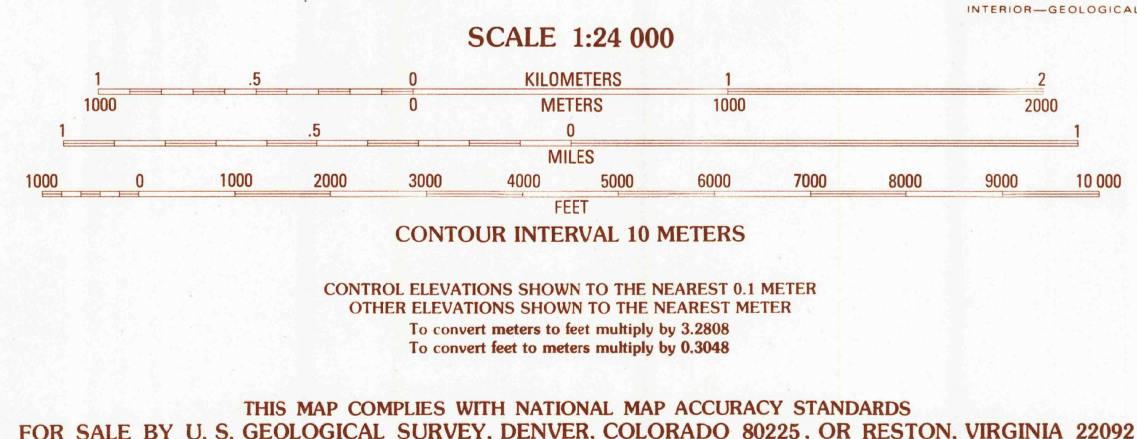 INTERIOR—GEOLOGICAL
SCALE 1:24 000
1 .5 0 KILOMETERS 1 2
1000 0 METERS 1000 2000
1 .5 0 1
MILES
1000 0 1000 2000 3000 4000 5000 6000 7000 8000 9000 10 000
FEET
CONTOUR INTERVAL 10 METERS
CONTROL ELEVATIONS SHOWN TO THE NEAREST 0.1 METER
OTHER ELEVATIONS SHOWN TO THE NEAREST METER
To convert meters to feet multiply by 3.2808
To convert feet to meters multiply by 0.3048
THIS MAP COMPLIES WITH NATIONAL MAP ACCURACY STANDARDS
FOR SALE BY U. S. GEOLOGICAL SURVEY, DENVER, COLORADO 80225, OR RESTON, VIRGINIA 22092